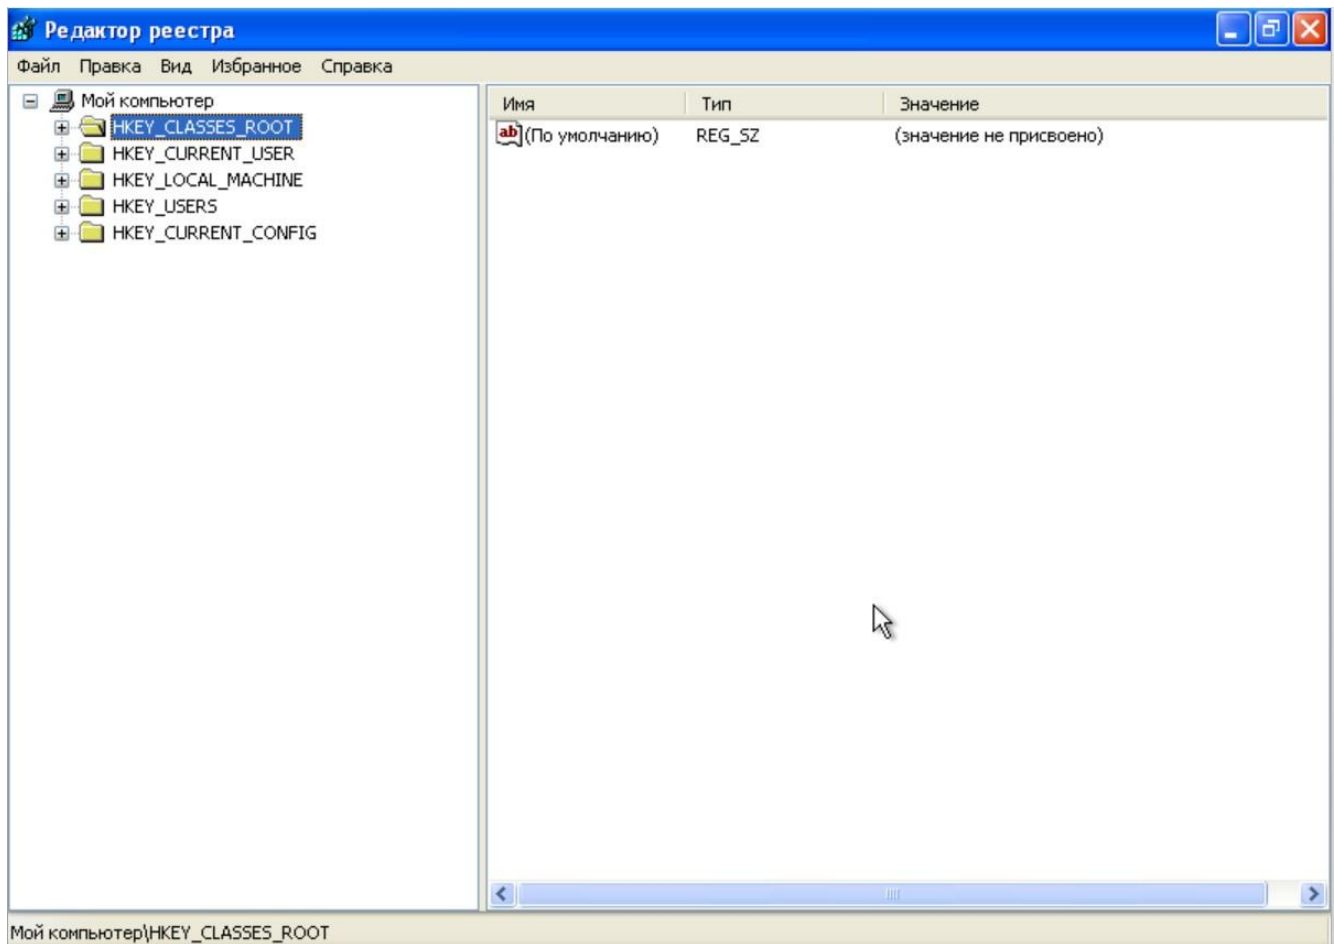 Редактор реестра
Файл Правка Вид Избранное Справка
Мой компьютер
HKEY_CLASSES_ROOT
HKEY_CURRENT_USER
HKEY_LOCAL_MACHINE
HKEY_USERS
HKEY_CURRENT_CONFIG
Имя Тип Значение
ab (По умолчанию) REG_SZ (значение не присвоено)
Мой компьютер\HKEY_CLASSES_ROOT